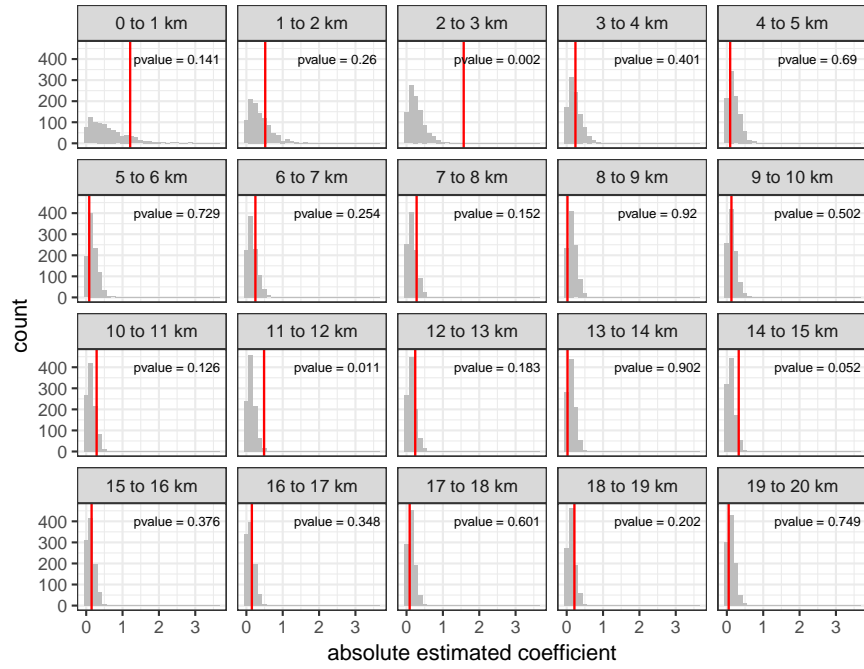 0 to 1 km 1 to 2 km 2 to 3 km 3 to 4 km 4 to 5 km
400 pvalue = 0.141 pvalue = 0.26 pvalue = 0.002 pvalue = 0.401 pvalue = 0.69
300
200
100
0
5 to 6 km 6 to 7 km 7 to 8 km 8 to 9 km 9 to 10 km
400 pvalue = 0.729 pvalue = 0.254 pvalue = 0.152 pvalue = 0.92 pvalue = 0.502
300
200
100
0
count
10 to 11 km 11 to 12 km 12 to 13 km 13 to 14 km 14 to 15 km
400 pvalue = 0.126 pvalue = 0.011 pvalue = 0.183 pvalue = 0.902 pvalue = 0.052
300
200
100
0
15 to 16 km 16 to 17 km 17 to 18 km 18 to 19 km 19 to 20 km
400 pvalue = 0.376 pvalue = 0.348 pvalue = 0.601 pvalue = 0.202 pvalue = 0.749
300
200
100
0
0 1 2 3 0 1 2 3 0 1 2 3 0 1 2 3 0 1 2 3
absolute estimated coefficient